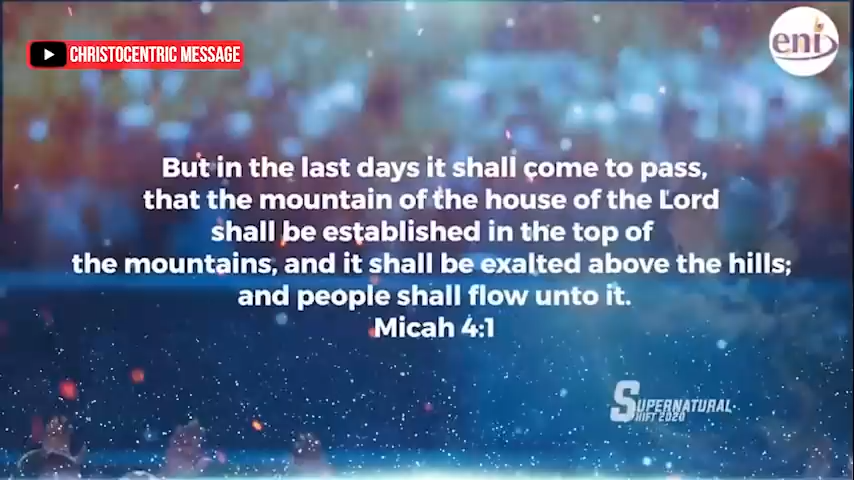 CHRISTOCENTRIC MESSAGE
eni
But in the last days it shall come to pass,
that the mountain of the house of the Lord
shall be established in the top of
the mountains, and it shall be exalted above the hills;
and people shall flow unto it.
Micah 4:1
SUPERNATURAL
SHIFT 2020